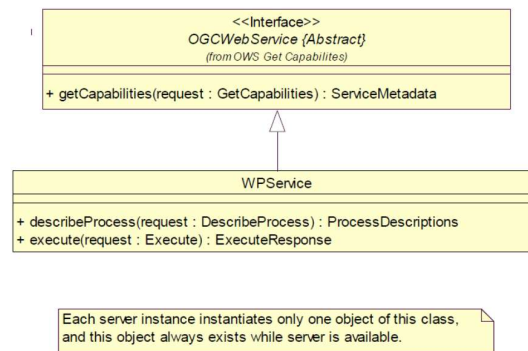 <<Interface>>
OGCWebService {Abstract}
(from OWS Get Capabilites)
+ getCapabilities(request : GetCapabilities) : ServiceMetadata
WPService
+ describeProcess(request : DescribeProcess) : ProcessDescriptions
+ execute(request : Execute) : ExecuteResponse
Each server instance instantiates only one object of this class,
and this object always exists while server is available.